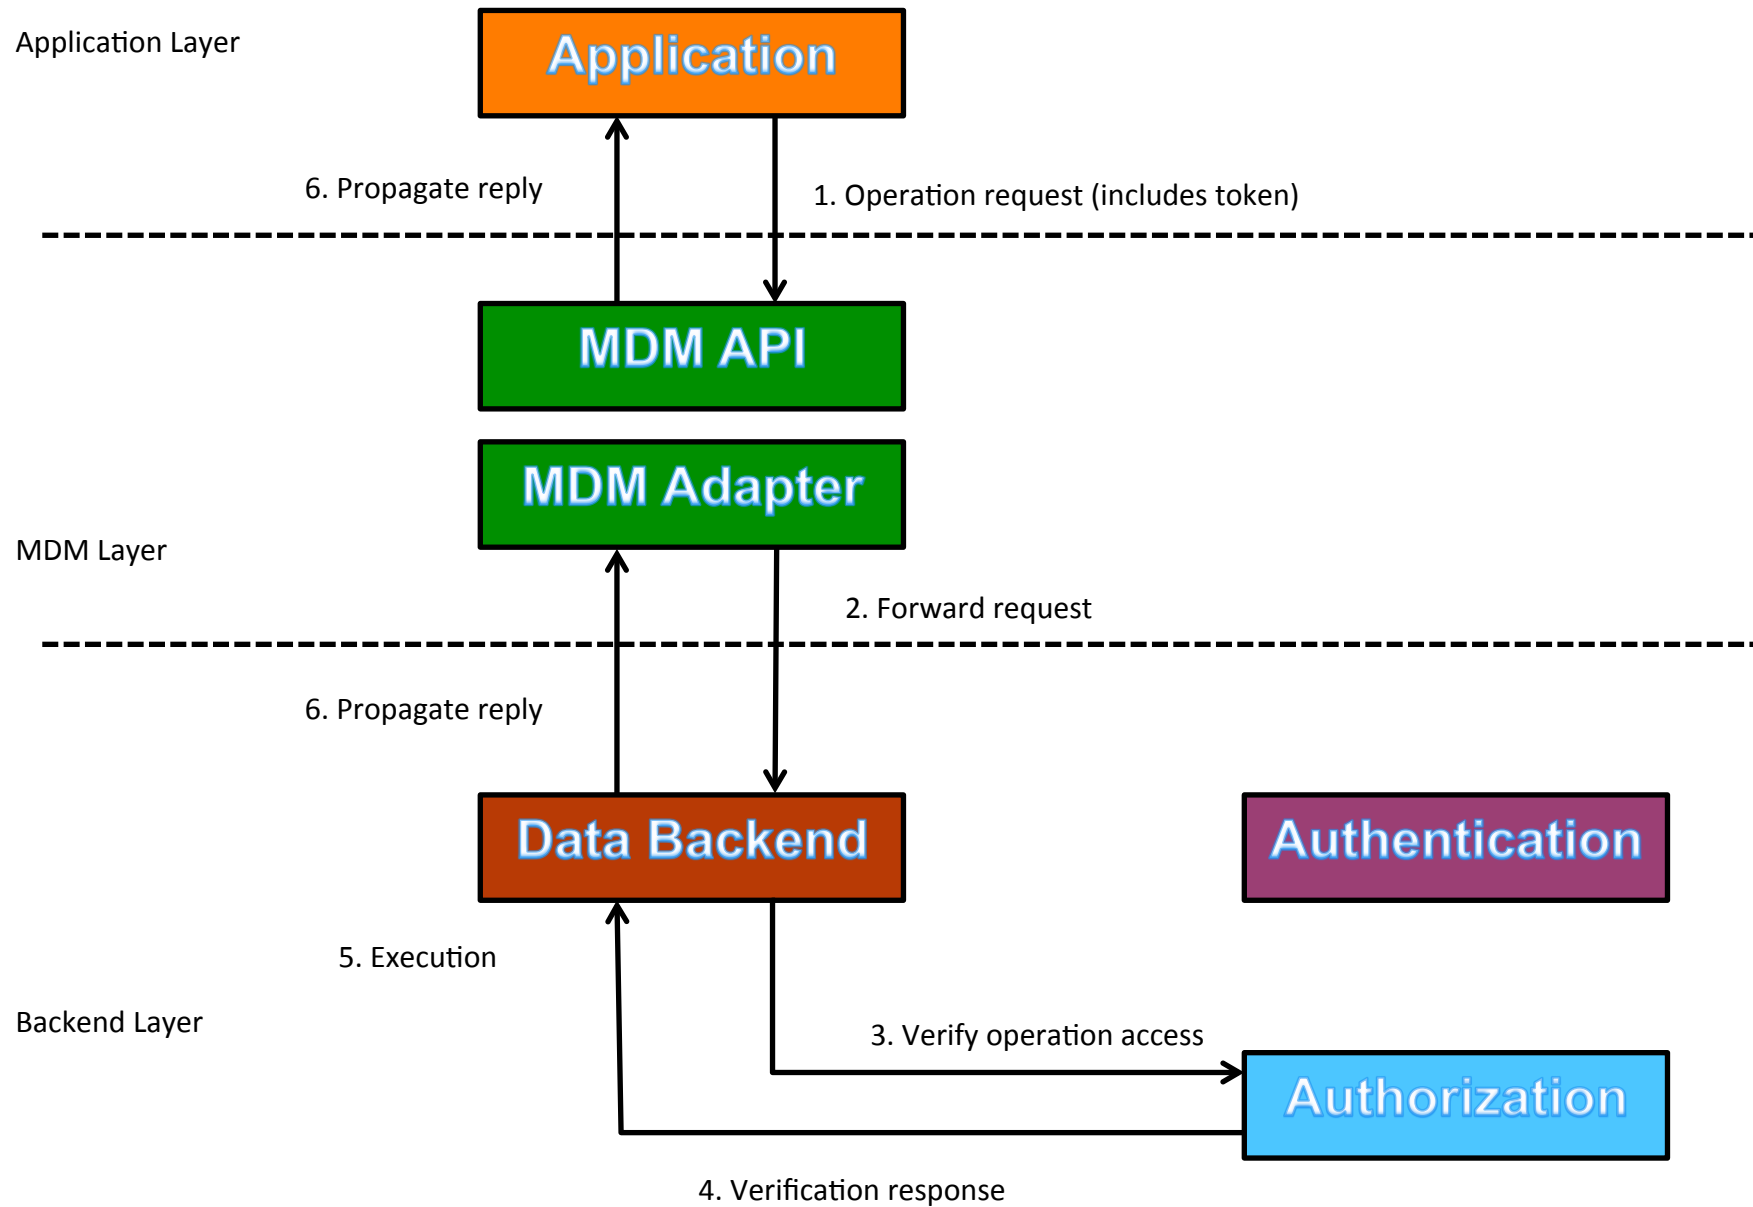 Application Layer
Application
6. Propagate reply
1. Operation request (includes token)
MDM API
MDM Adapter
MDM Layer
2. Forward request
6. Propagate reply
Data Backend
Authentication
5. Execution
Backend Layer
3. Verify operation access
Authorization
4. Verification response